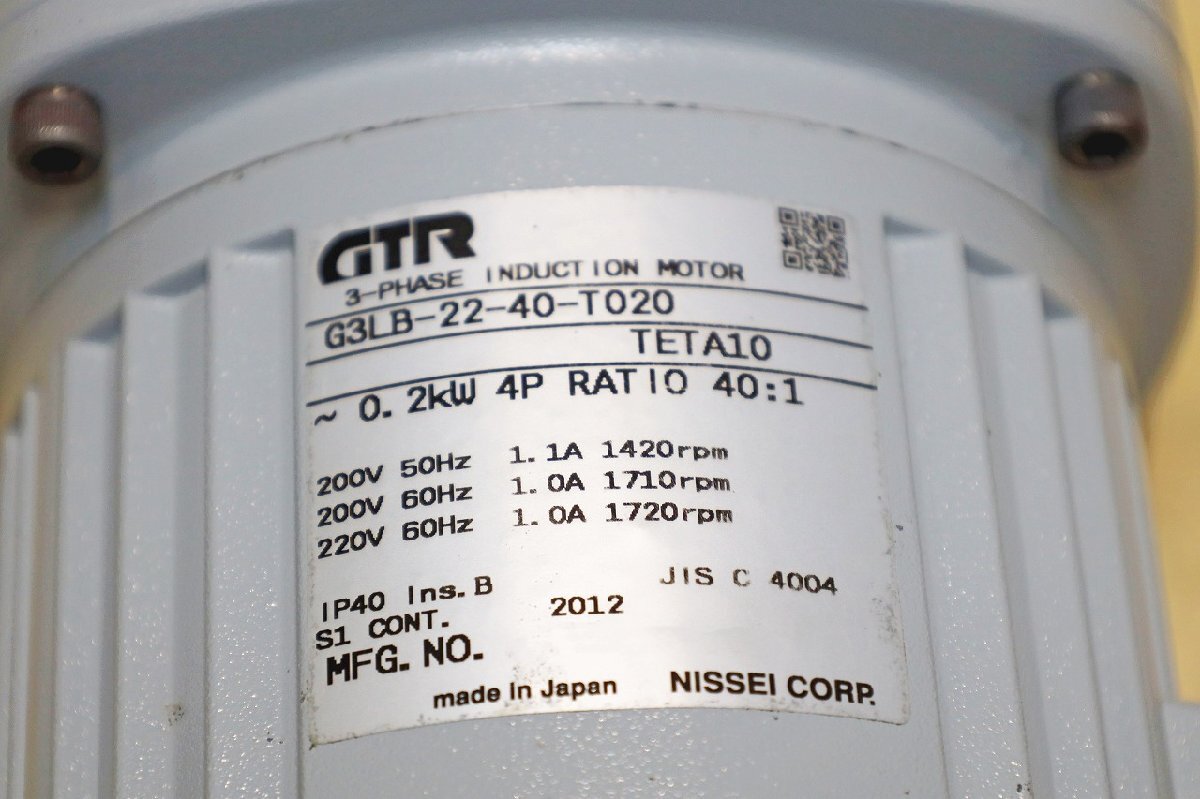 GTR
3-PHASE INDUCTION MOTOR
G3LB-22-40-T020
TETA10
~ 0.2kW 4P RATIO 40:1
200V 50Hz 1.1A 1420rpm
200V 60Hz 1.0A 1710rpm
220V 60Hz 1.0A 1720rpm
IP40 Ins.B JIS C 4004
S1 CONT. 2012
MFG. NO.
made in Japan NISSEI CORP.